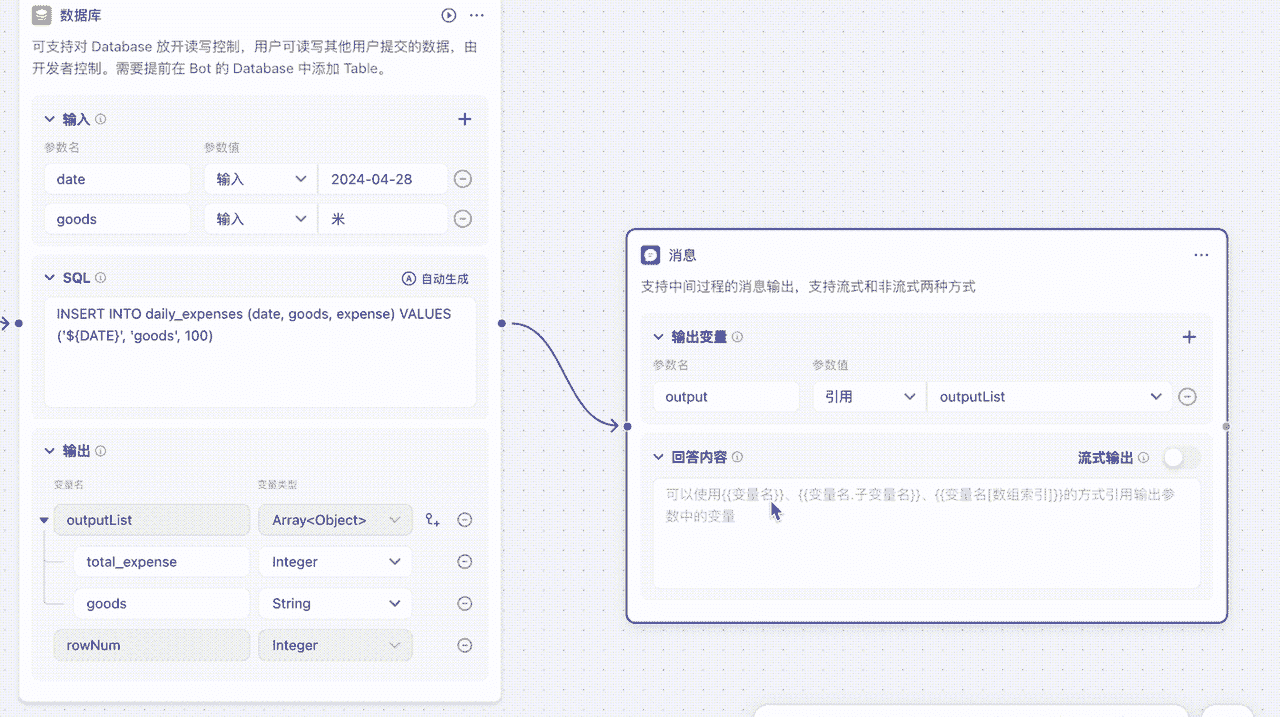 数据库
可支持对 Database 放开读写控制，用户可读写其他用户提交的数据，由
开发者控制。需要提前在 Bot 的 Database 中添加 Table。
输入
参数名 参数值
date 输入 2024-04-28
goods 输入 米
SQL 自动生成
INSERT INTO daily_expenses (date, goods, expense) VALUES
('${DATE}', 'goods', 100)
输出
变量名 变量类型
outputList Array<Object>
total_expense Integer
goods String
rowNum Integer
消息
支持中间过程的消息输出，支持流式和非流式两种方式
输出变量
参数名 参数值
output 引用 outputList
回答内容 流式输出
可以使用{{变量名}}、{{变量名.子变量名}}、{{变量名[数组索引]}}的方式引用输出参
数中的变量